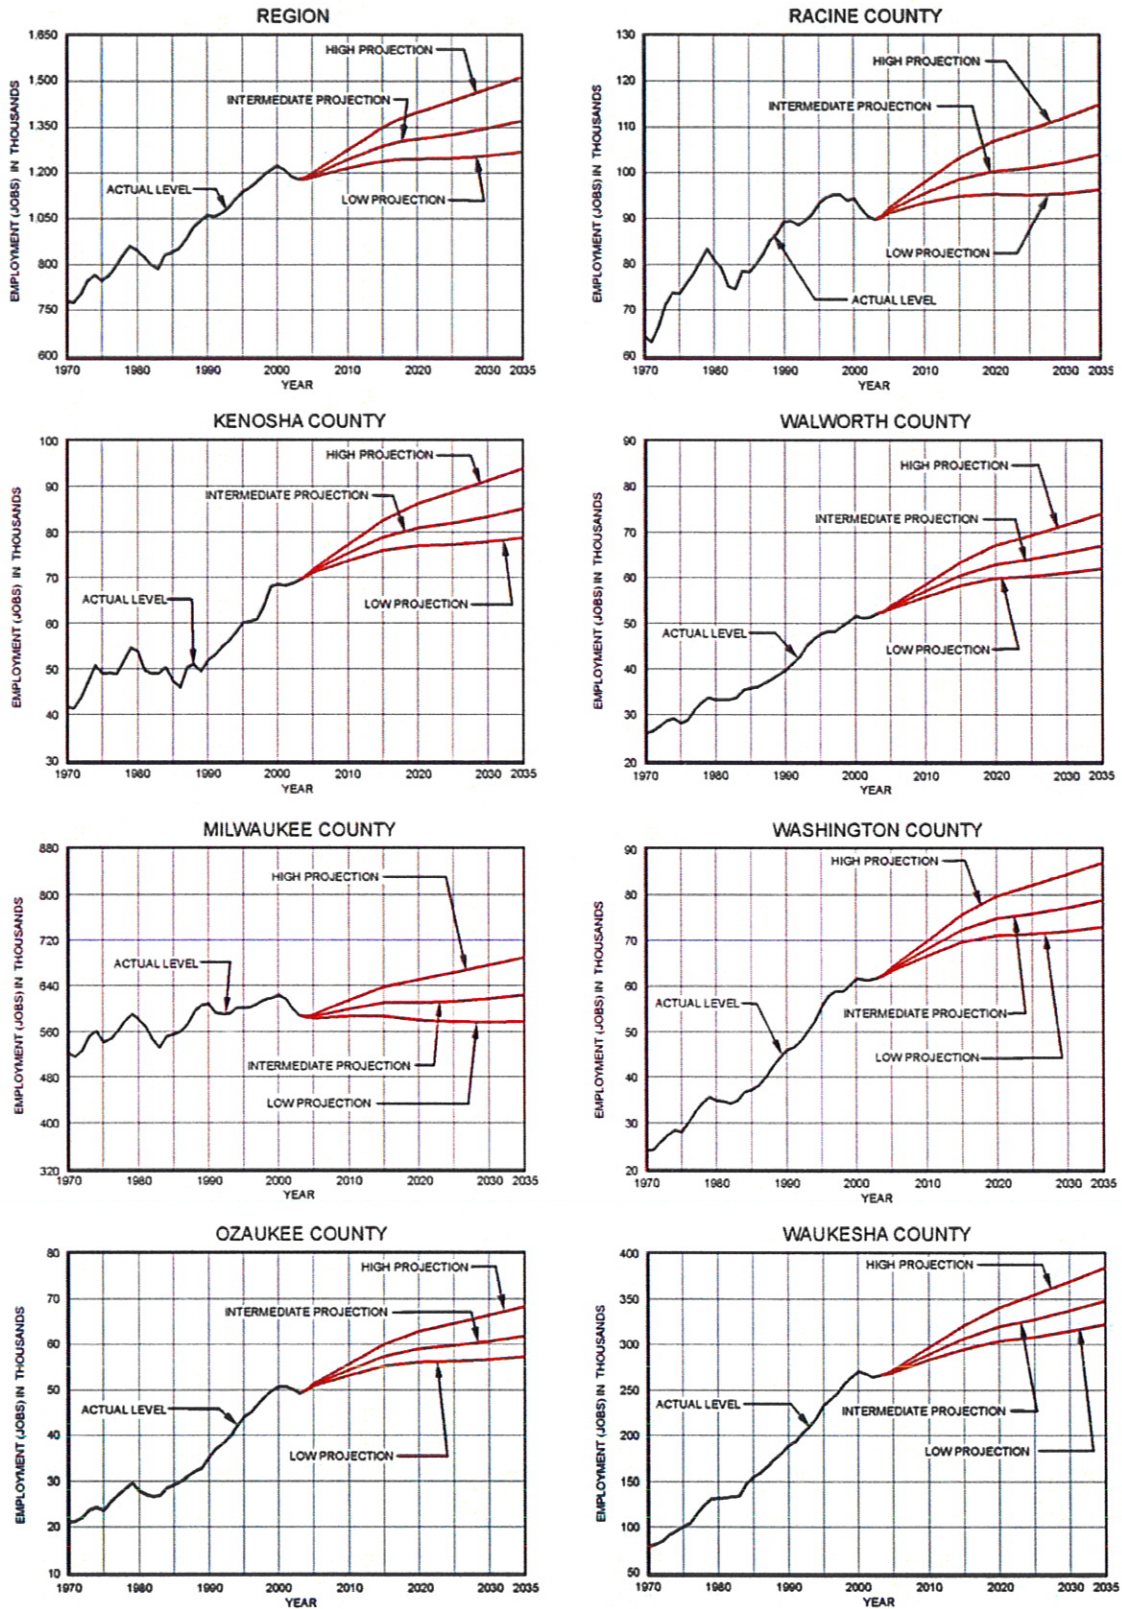 REGION
1.650
1.500
1.350
1.200
1.050
800
750
600
EMPLOYMENT (JOBS) IN THOUSANDS
HIGH PROJECTION
INTERMEDIATE PROJECTION
ACTUAL LEVEL
LOW PROJECTION
1970 1980 1990 2000 2010 2020 2030 2035
YEAR
RACINE COUNTY
130
120
110
100
90
80
70
60
EMPLOYMENT (JOBS) IN THOUSANDS
HIGH PROJECTION
INTERMEDIATE PROJECTION
LOW PROJECTION
ACTUAL LEVEL
1970 1980 1990 2000 2010 2020 2030 2035
YEAR
KENOSHA COUNTY
100
90
80
70
60
50
40
30
EMPLOYMENT (JOBS) IN THOUSANDS
HIGH PROJECTION
INTERMEDIATE PROJECTION
ACTUAL LEVEL
LOW PROJECTION
1970 1980 1990 2000 2010 2020 2030 2035
YEAR
WALWORTH COUNTY
90
80
70
60
50
40
30
20
EMPLOYMENT (JOBS) IN THOUSANDS
HIGH PROJECTION
INTERMEDIATE PROJECTION
ACTUAL LEVEL
LOW PROJECTION
1970 1980 1990 2000 2010 2020 2030 2035
YEAR
MILWAUKEE COUNTY
880
800
720
640
560
480
400
320
EMPLOYMENT (JOBS) IN THOUSANDS
HIGH PROJECTION
ACTUAL LEVEL
INTERMEDIATE PROJECTION
LOW PROJECTION
1970 1980 1990 2000 2010 2020 2030 2035
YEAR
WASHINGTON COUNTY
90
80
70
60
50
40
30
20
EMPLOYMENT (JOBS) IN THOUSANDS
HIGH PROJECTION
ACTUAL LEVEL
INTERMEDIATE PROJECTION
LOW PROJECTION
1970 1980 1990 2000 2010 2020 2030 2035
YEAR
OZAUKEE COUNTY
80
70
60
50
40
30
20
10
EMPLOYMENT (JOBS) IN THOUSANDS
HIGH PROJECTION
INTERMEDIATE PROJECTION
ACTUAL LEVEL
LOW PROJECTION
1970 1980 1990 2000 2010 2020 2030 2035
YEAR
WAUKESHA COUNTY
400
350
300
250
200
150
100
50
EMPLOYMENT (JOBS) IN THOUSANDS
HIGH PROJECTION
ACTUAL LEVEL
INTERMEDIATE PROJECTION
LOW PROJECTION
1970 1980 1990 2000 2010 2020 2030 2035
YEAR